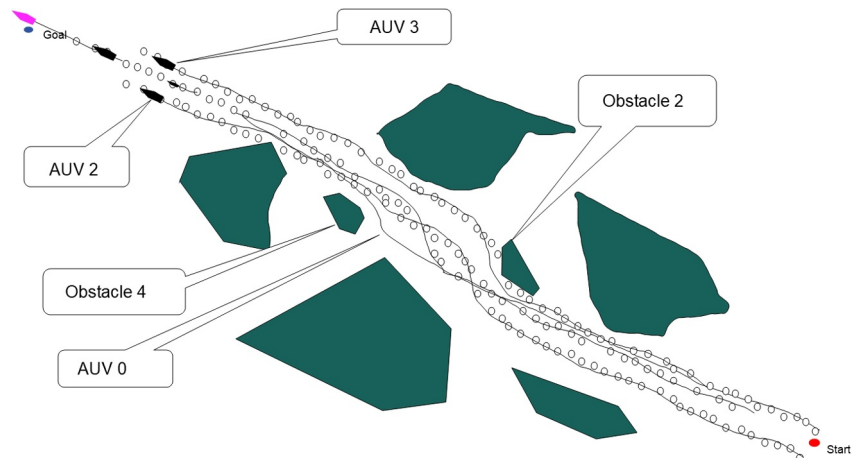 Goal
AUV 3
Obstacle 2
AUV 2
Obstacle 4
AUV 0
Start